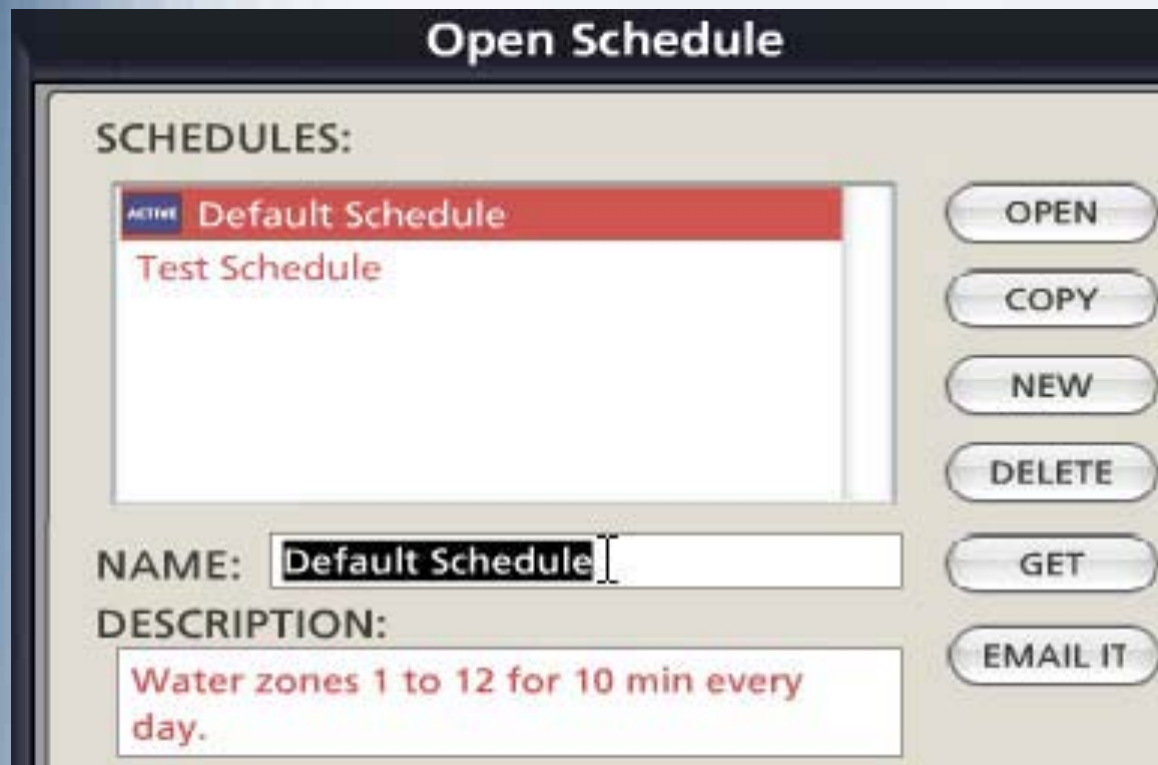 Open Schedule
SCHEDULES:
ACTIVE Default Schedule
Test Schedule
OPEN
COPY
NEW
DELETE
GET
EMAIL IT
NAME: Default Schedule
DESCRIPTION:
Water zones 1 to 12 for 10 min every
day.